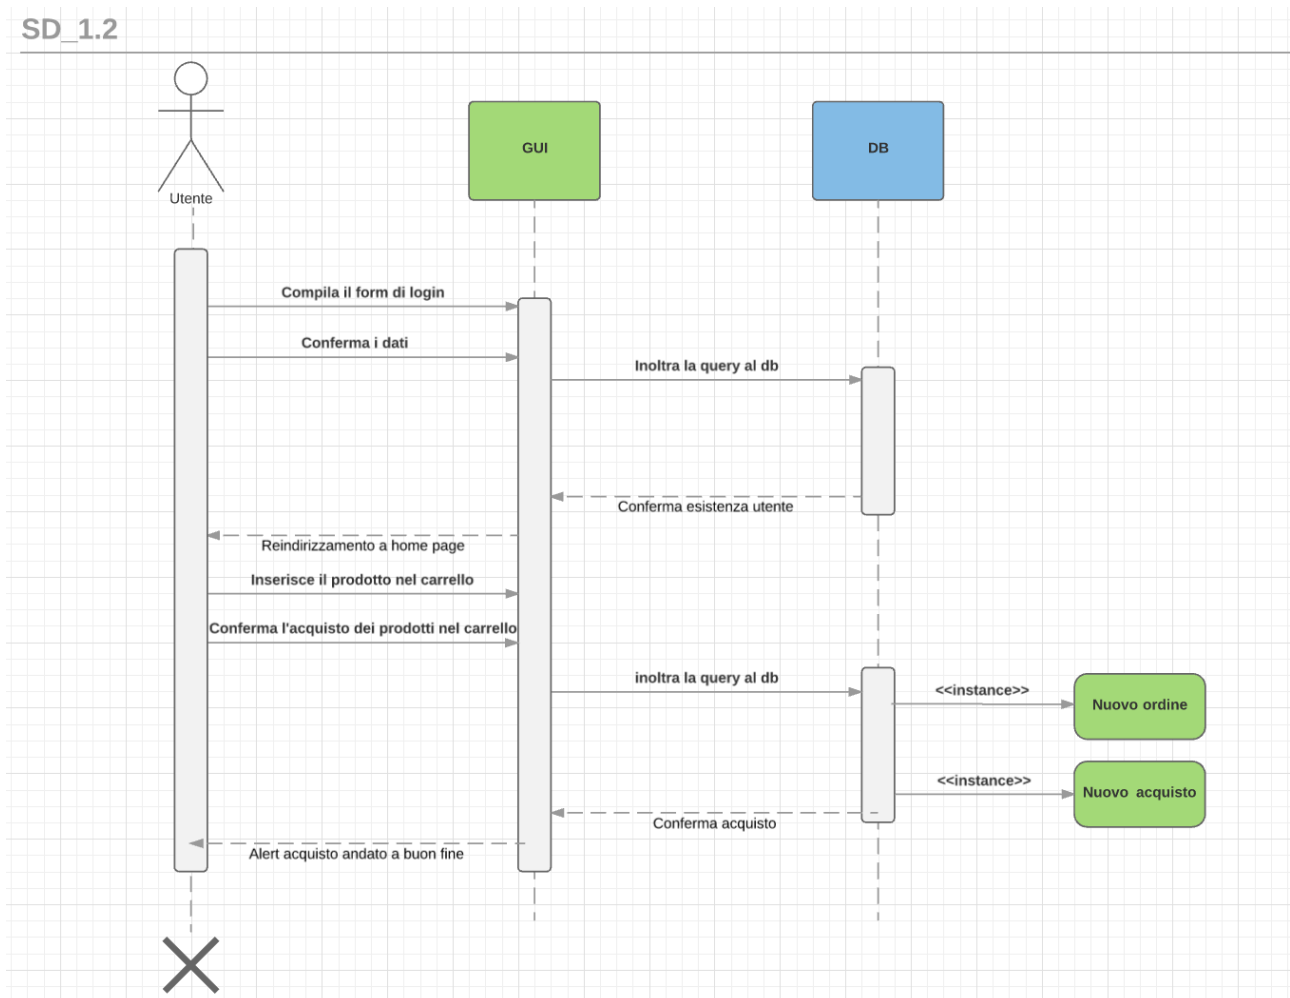 SD_1.2
Utente
GUI
DB
Compila il form di login
Conferma i dati
Inoltra la query al db
Conferma esistenza utente
Reindirizzamento a home page
Inserisce il prodotto nel carrello
Conferma l'acquisto dei prodotti nel carrello
inoltra la query al db
<<instance>>
Nuovo ordine
<<instance>>
Nuovo acquisto
Conferma acquisto
Alert acquisto andato a buon fine